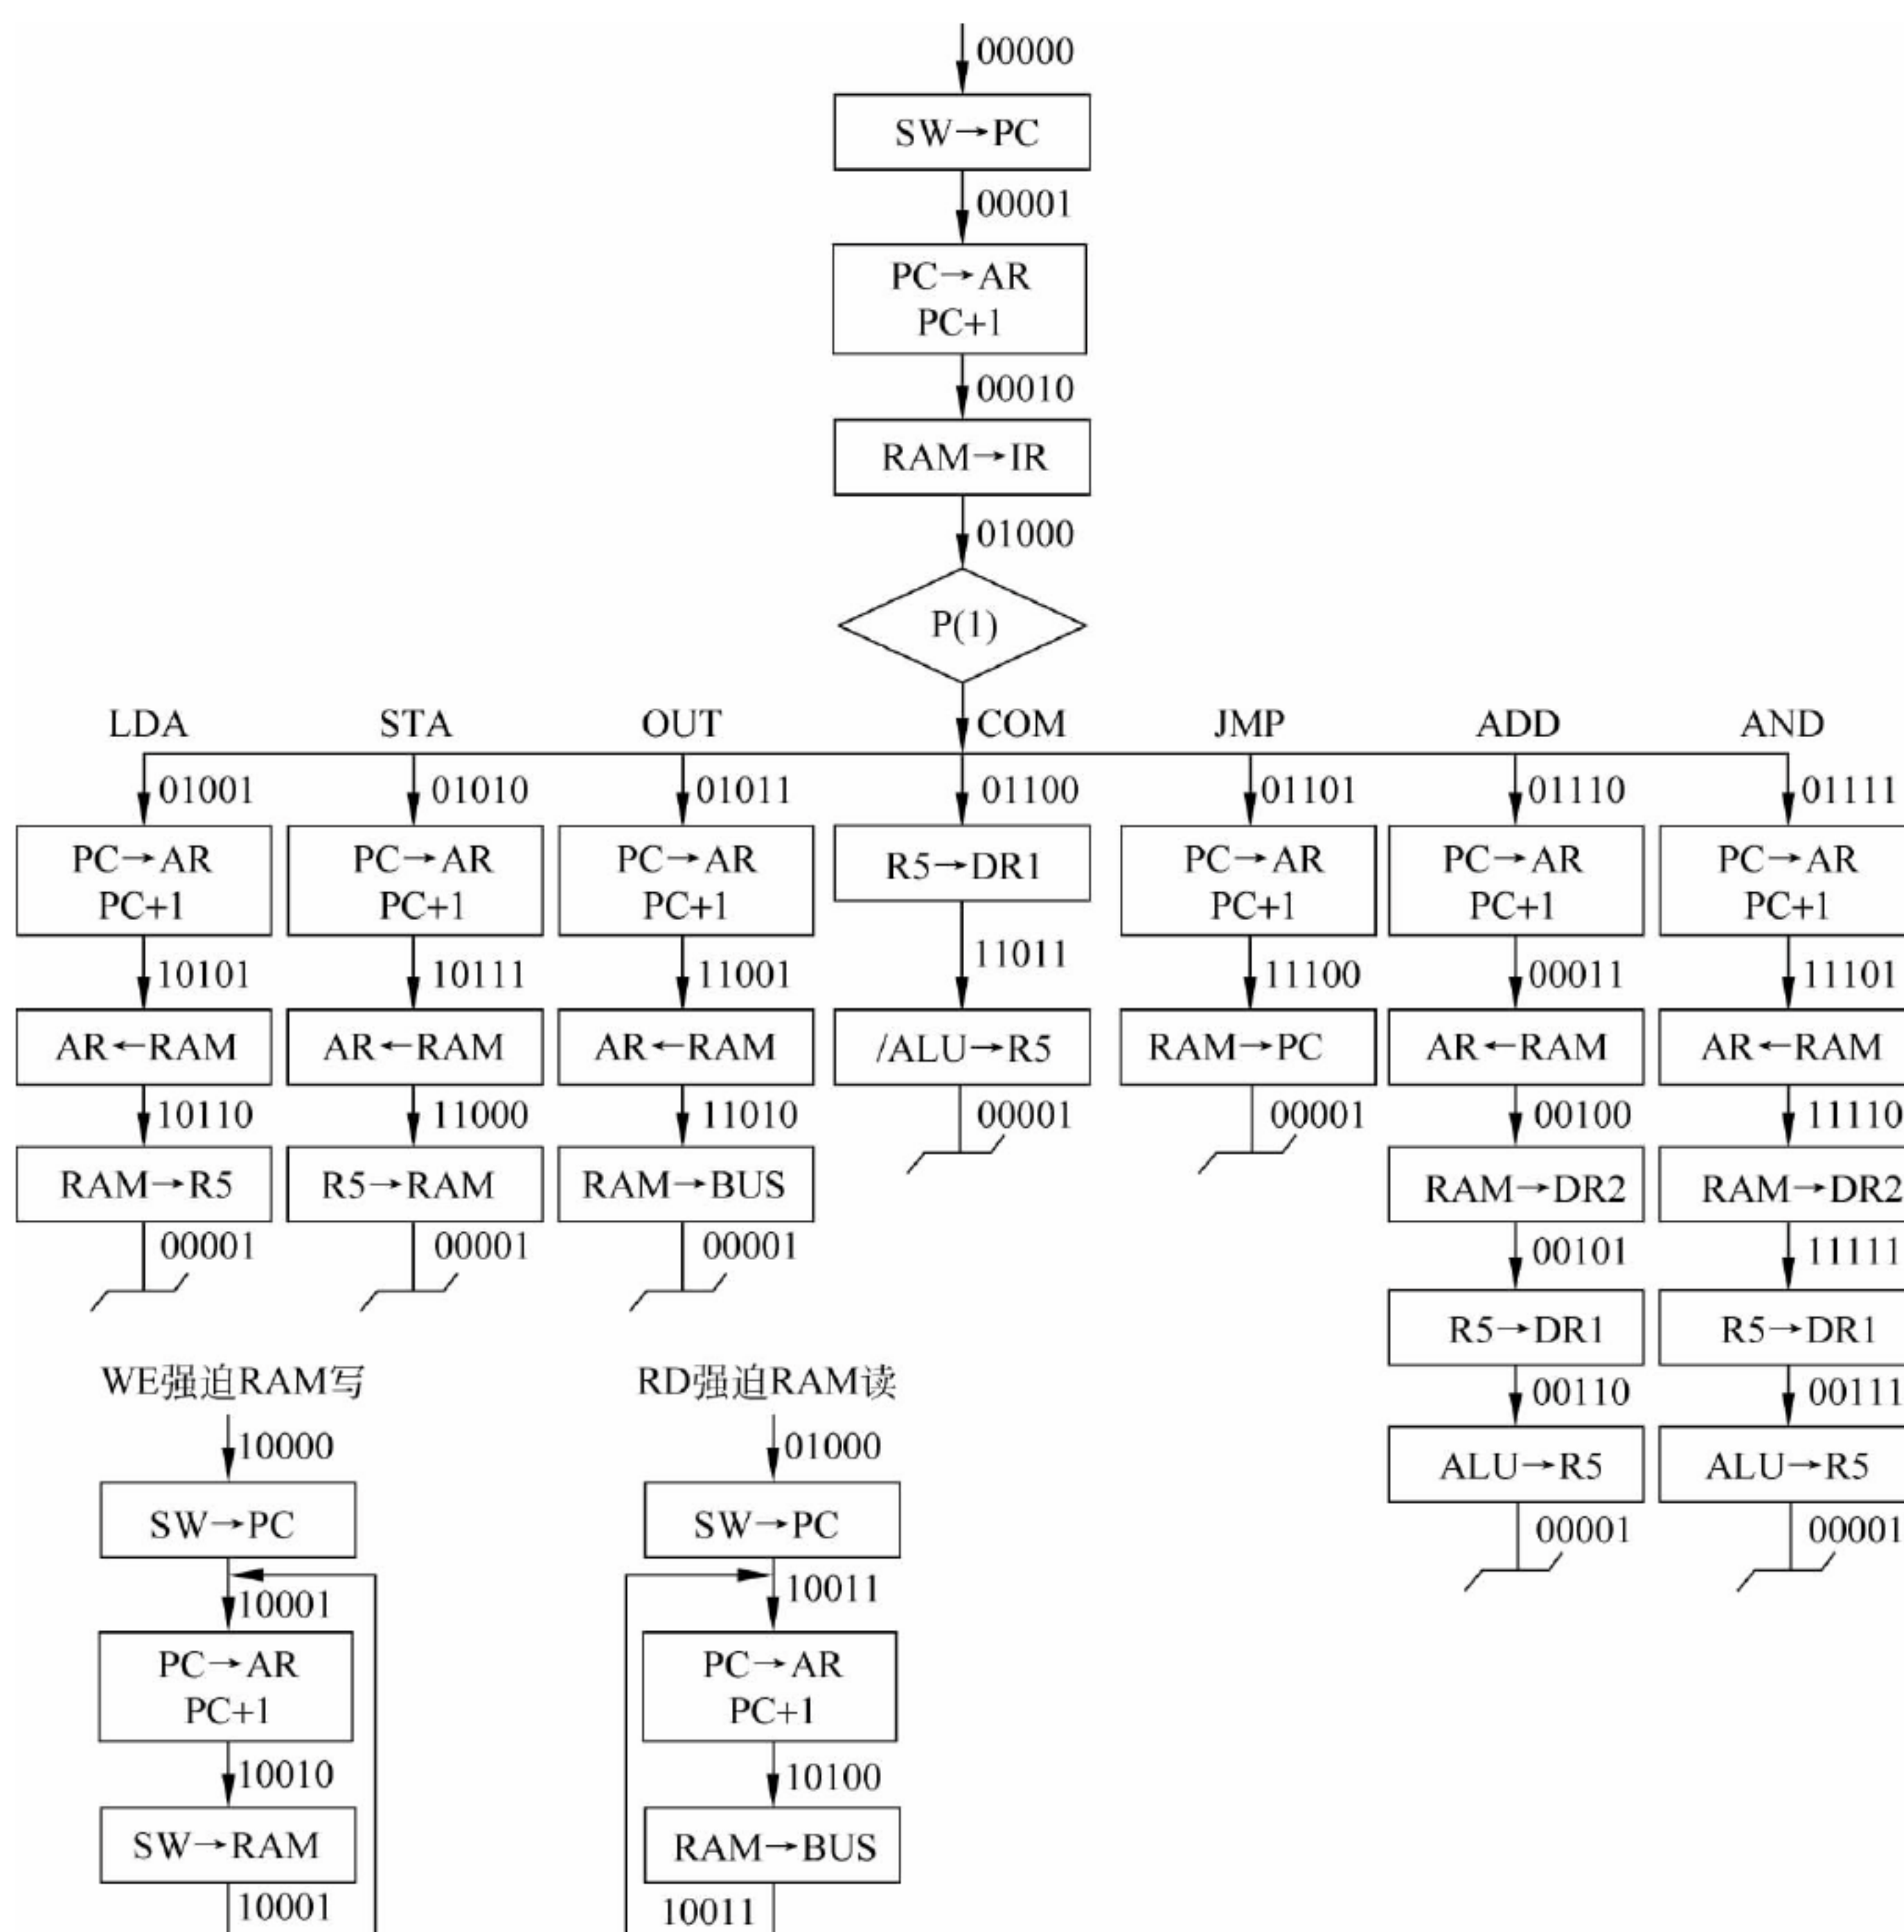 00000
SW→PC
00001
PC→AR
PC+1
00010
RAM→IR
01000
P(1)
LDA STA OUT COM JMP ADD AND
01001 01010 01011 01100 01101 01110 01111
PC→AR PC→AR PC→AR R5→DR1 PC→AR PC→AR PC→AR
PC+1 PC+1 PC+1 PC+1 PC+1 PC+1
10101 10111 11001 11011 11100 00011 11101
AR←RAM AR←RAM AR←RAM /ALU→R5 RAM→PC AR←RAM AR←RAM
10110 11000 11010 00001 00001 00100 11110
RAM→R5 R5→RAM RAM→BUS RAM→DR2 RAM→DR2
00001 00001 00001 00101 11111
R5→DR1 R5→DR1
WE强迫RAM写 RD强迫RAM读 00110 00111
10000 01000 ALU→R5 ALU→R5
SW→PC SW→PC 00001 00001
10001 10011
PC→AR PC→AR
PC+1 PC+1
10010 10100
SW→RAM RAM→BUS
10001 10011